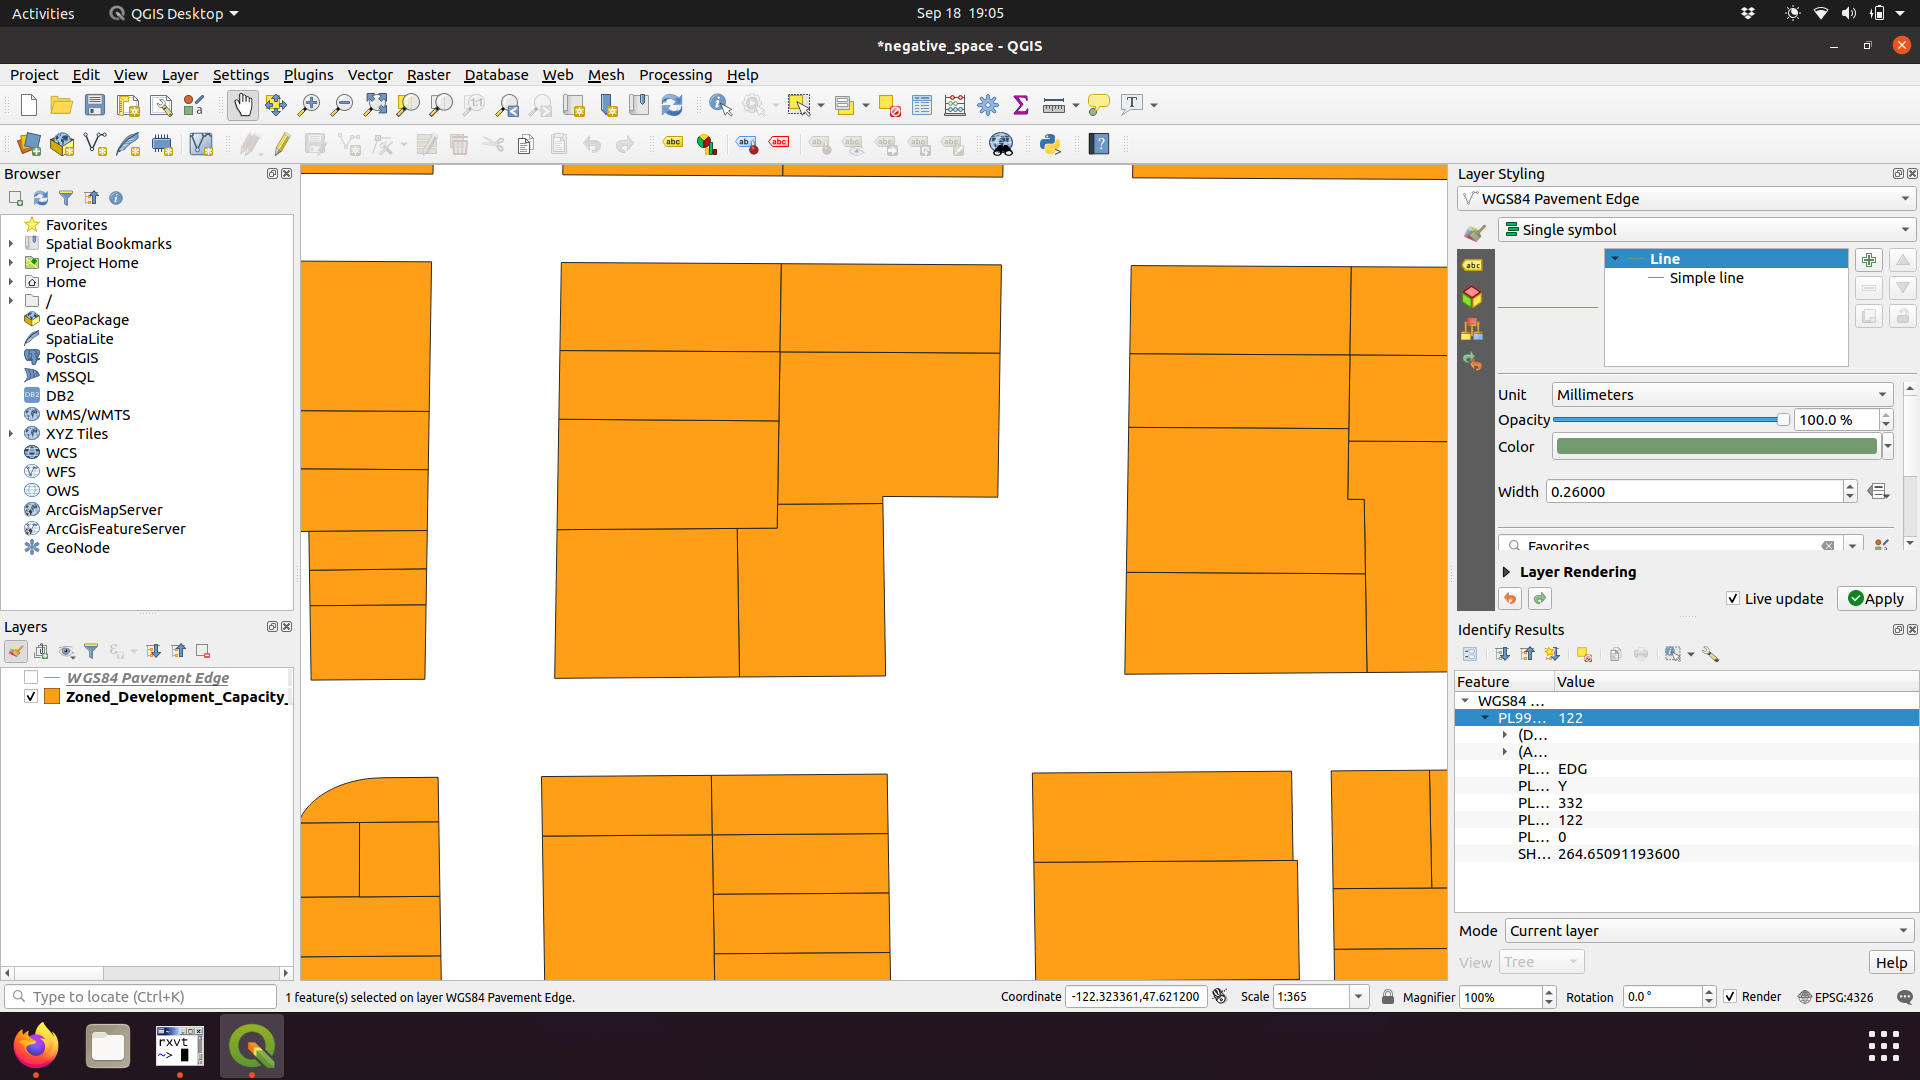 Activities QGIS Desktop Sep 18 19:05
*negative_space - QGIS
Project Edit View Layer Settings Plugins Vector Raster Database Web Mesh Processing Help
Browser
Favorites
Spatial Bookmarks
Project Home
Home
/
GeoPackage
SpatiaLite
PostGIS
MSSQL
DB2
WMS/WMTS
XYZ Tiles
WCS
WFS
OWS
ArcGisMapServer
ArcGisFeatureServer
GeoNode
Layers
WGS84 Pavement Edge
Zoned_Development_Capacity_
Layer Styling
WGS84 Pavement Edge
Single symbol
Line
Simple line
Unit Millimeters
Opacity 100.0 %
Color
Width 0.26000
Favorites
Layer Rendering
Live update Apply
Identify Results
Feature Value
WGS84 ...
PL99... 122
(D...
(A...
PL... EDG
PL... Y
PL... 332
PL... 122
PL... 0
SH... 264.65091193600
Mode Current layer
View Tree Help
Type to locate (Ctrl+K) 1 feature(s) selected on layer WGS84 Pavement Edge. Coordinate -122.323361,47.621200 Scale 1:365 Magnifier 100% Rotation 0.0 ° Render EPSG:4326
rxvt
~>